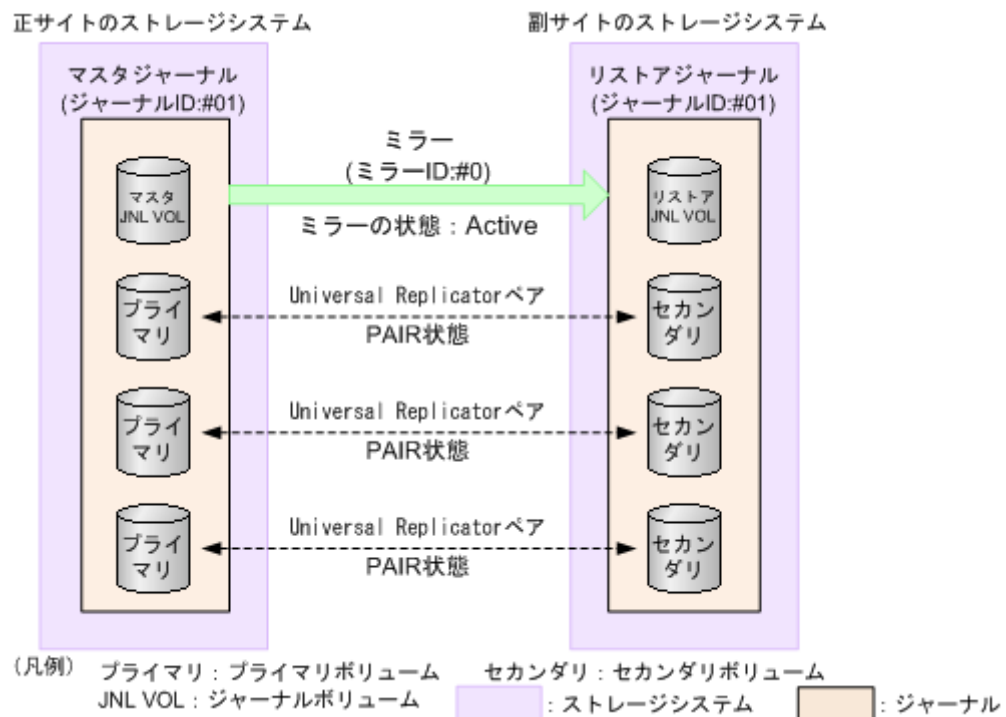 正サイトのストレージシステム
副サイトのストレージシステム
マスタジャーナル
(ジャーナルID:#01)
リストアジャーナル
(ジャーナルID:#01)
ミラー
(ミラーID:#0)
マスタ
JNL VOL
リストア
JNL VOL
ミラーの状態：Active
プライ
マリ
Universal Replicatorペア
PAIR状態
セカン
ダリ
プライ
マリ
Universal Replicatorペア
PAIR状態
セカン
ダリ
プライ
マリ
Universal Replicatorペア
PAIR状態
セカン
ダリ
(凡例) プライマリ：プライマリボリューム セカンダリ：セカンダリボリューム
JNL VOL：ジャーナルボリューム ：ストレージシステム ：ジャーナル